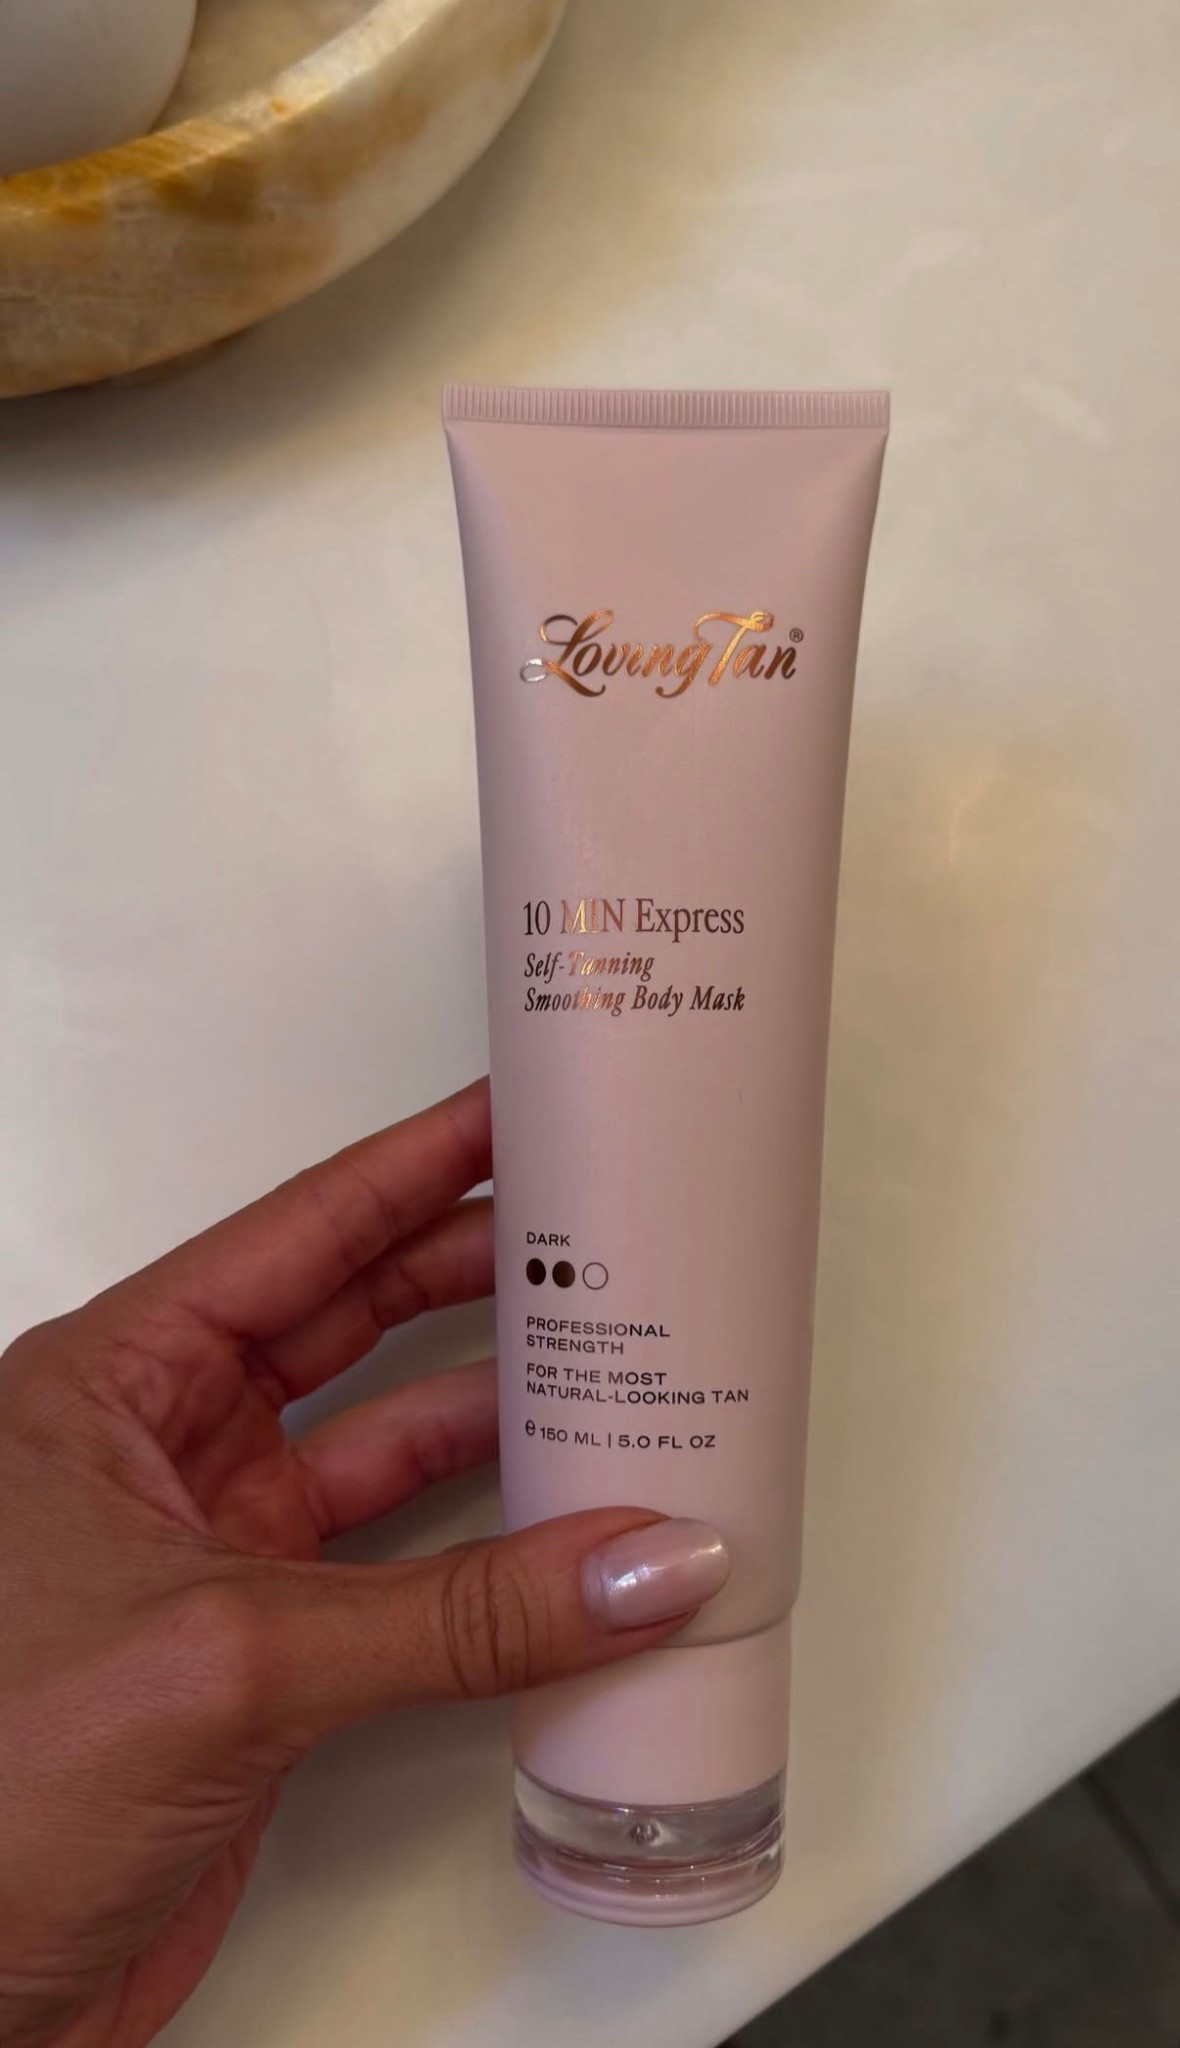 Loving Tan®
10 MIN Express
Self-Tanning
Smoothing Body Mask
DARK
PROFESSIONAL
STRENGTH
FOR THE MOST
NATURAL-LOOKING TAN
℮ 150 ML | 5.0 FL OZ